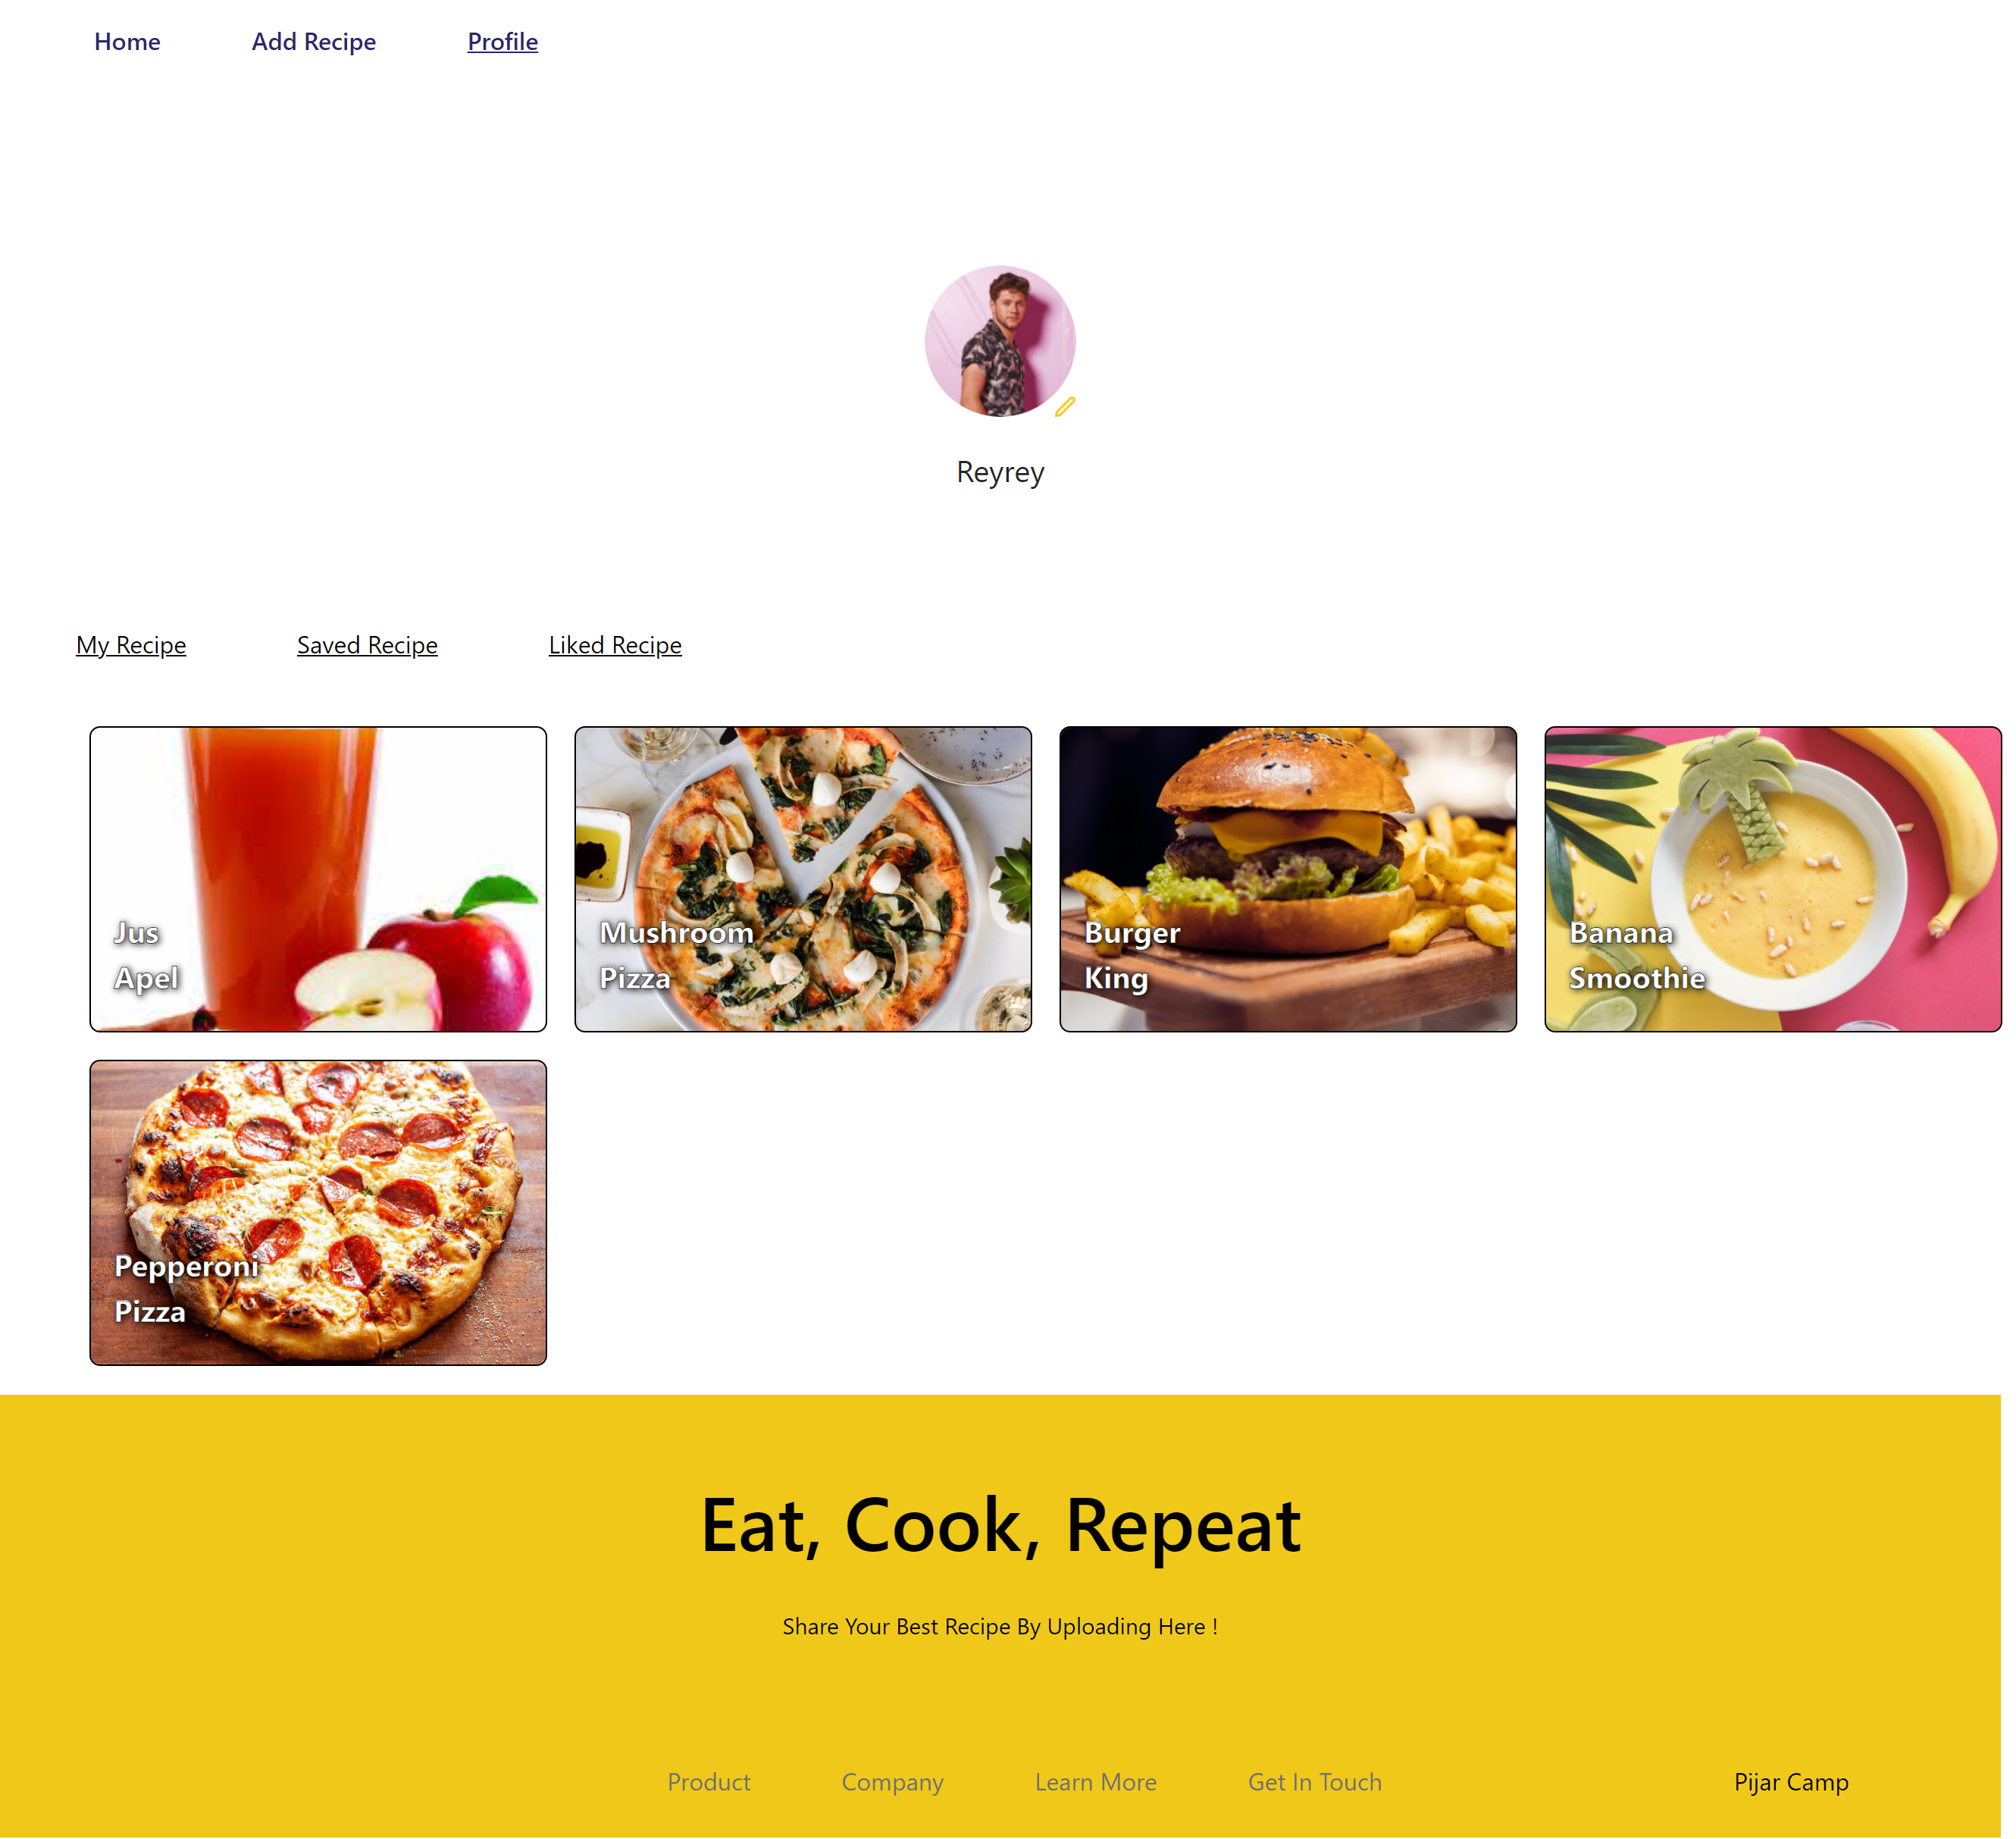 Home Add Recipe Profile
Reyrey
My Recipe Saved Recipe Liked Recipe
Jus
Apel
Mushroom
Pizza
Burger
King
Banana
Smoothie
Pepperoni
Pizza
Eat, Cook, Repeat
Share Your Best Recipe By Uploading Here !
Product Company Learn More Get In Touch Pijar Camp